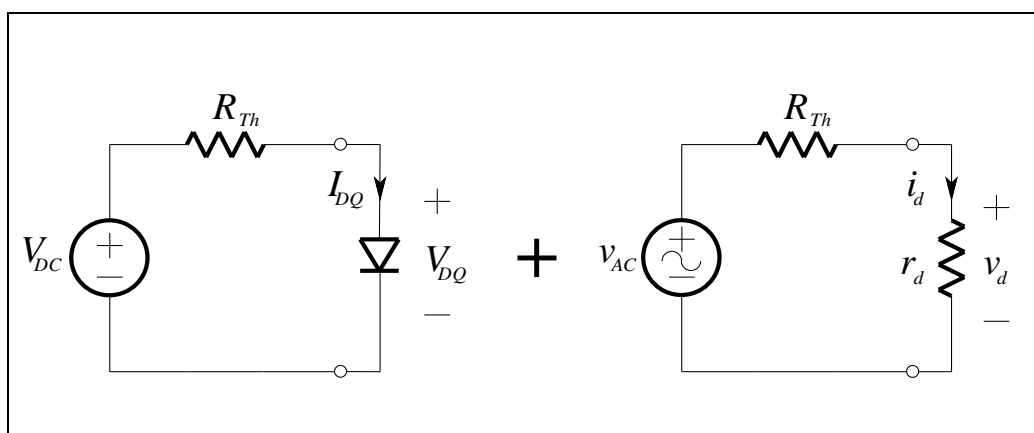 R_Th
I_DQ
+
V_DC
+
−
V_DQ
−
+
R_Th
i_d
+
v_AC
+
−
r_d
v_d
−